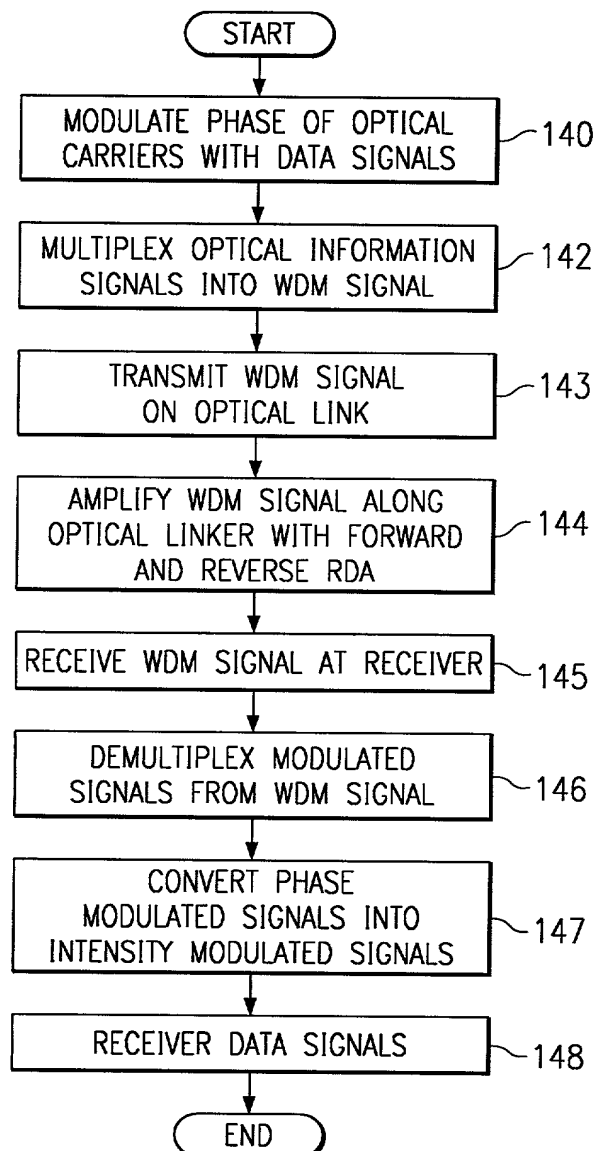 START
MODULATE PHASE OF OPTICAL
CARRIERS WITH DATA SIGNALS
140
MULTIPLEX OPTICAL INFORMATION
SIGNALS INTO WDM SIGNAL
142
TRANSMIT WDM SIGNAL
ON OPTICAL LINK
143
AMPLIFY WDM SIGNAL ALONG
OPTICAL LINKER WITH FORWARD
AND REVERSE RDA
144
RECEIVE WDM SIGNAL AT RECEIVER
145
DEMULTIPLEX MODULATED
SIGNALS FROM WDM SIGNAL
146
CONVERT PHASE
MODULATED SIGNALS INTO
INTENSITY MODULATED SIGNALS
147
RECEIVER DATA SIGNALS
148
END